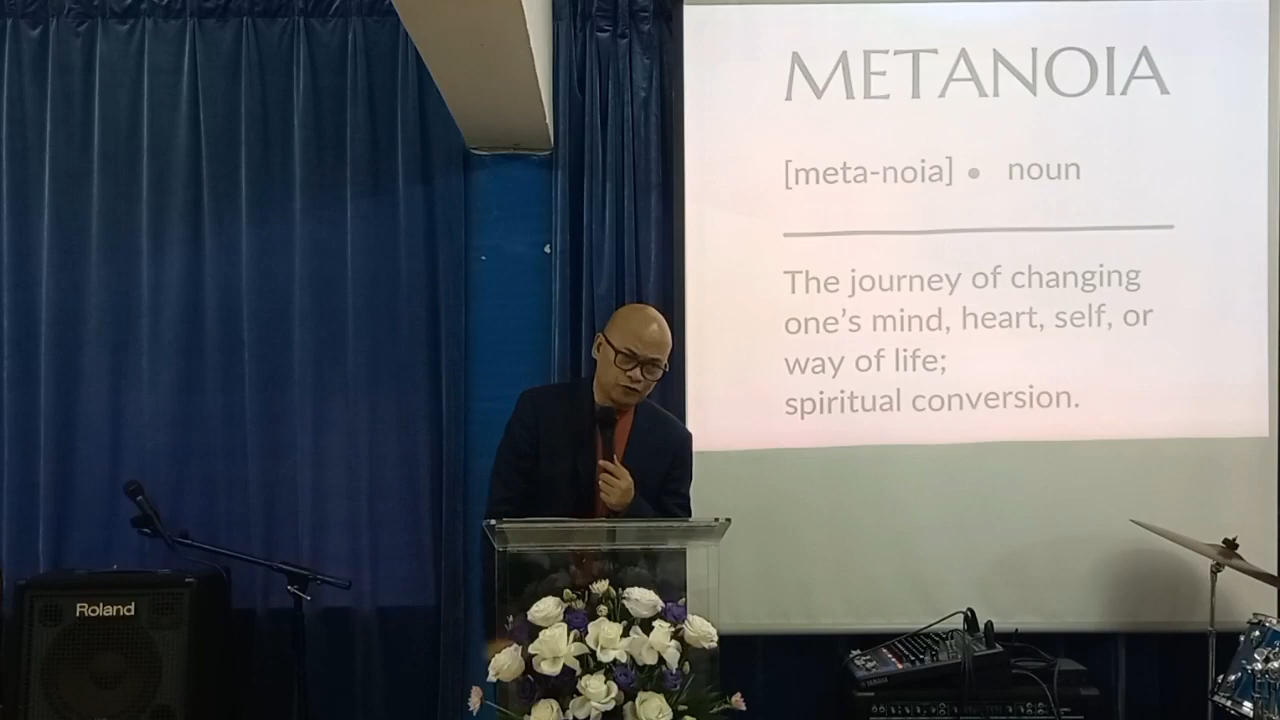 METANOIA
[meta-noia] • noun
The journey of changing
one's mind, heart, self, or
way of life;
spiritual conversion.
Roland
YAMAHA